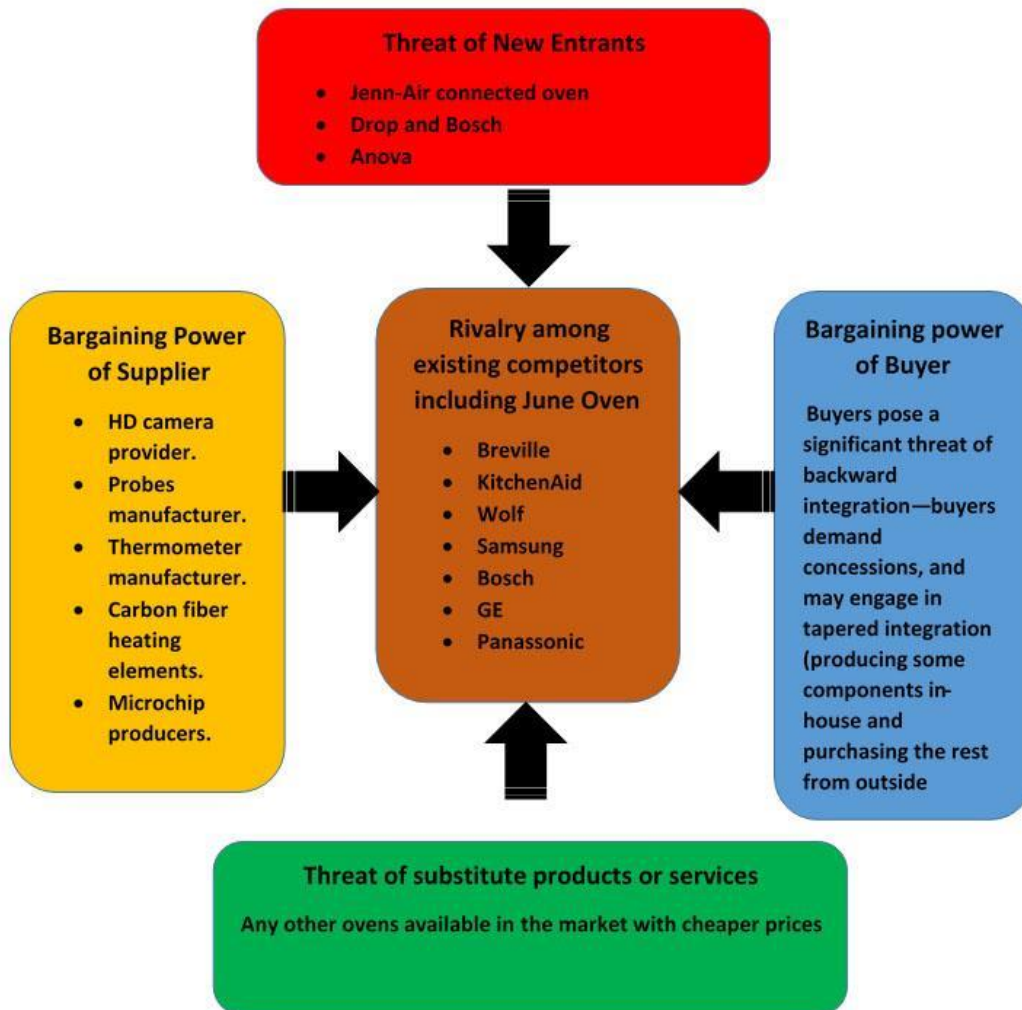 Threat of New Entrants
• Jenn-Air connected oven
• Drop and Bosch
• Anova
Bargaining Power
of Supplier
• HD camera
provider.
• Probes
manufacturer.
• Thermometer
manufacturer.
• Carbon fiber
heating
elements.
• Microchip
producers.
Rivalry among
existing competitors
including June Oven
• Breville
• KitchenAid
• Wolf
• Samsung
• Bosch
• GE
• Panassonic
Bargaining power
of Buyer
Buyers pose a
significant threat of
backward
integration—buyers
demand
concessions, and
may engage in
tapered integration
(producing some
components in-
house and
purchasing the rest
from outside
Threat of substitute products or services
Any other ovens available in the market with cheaper prices